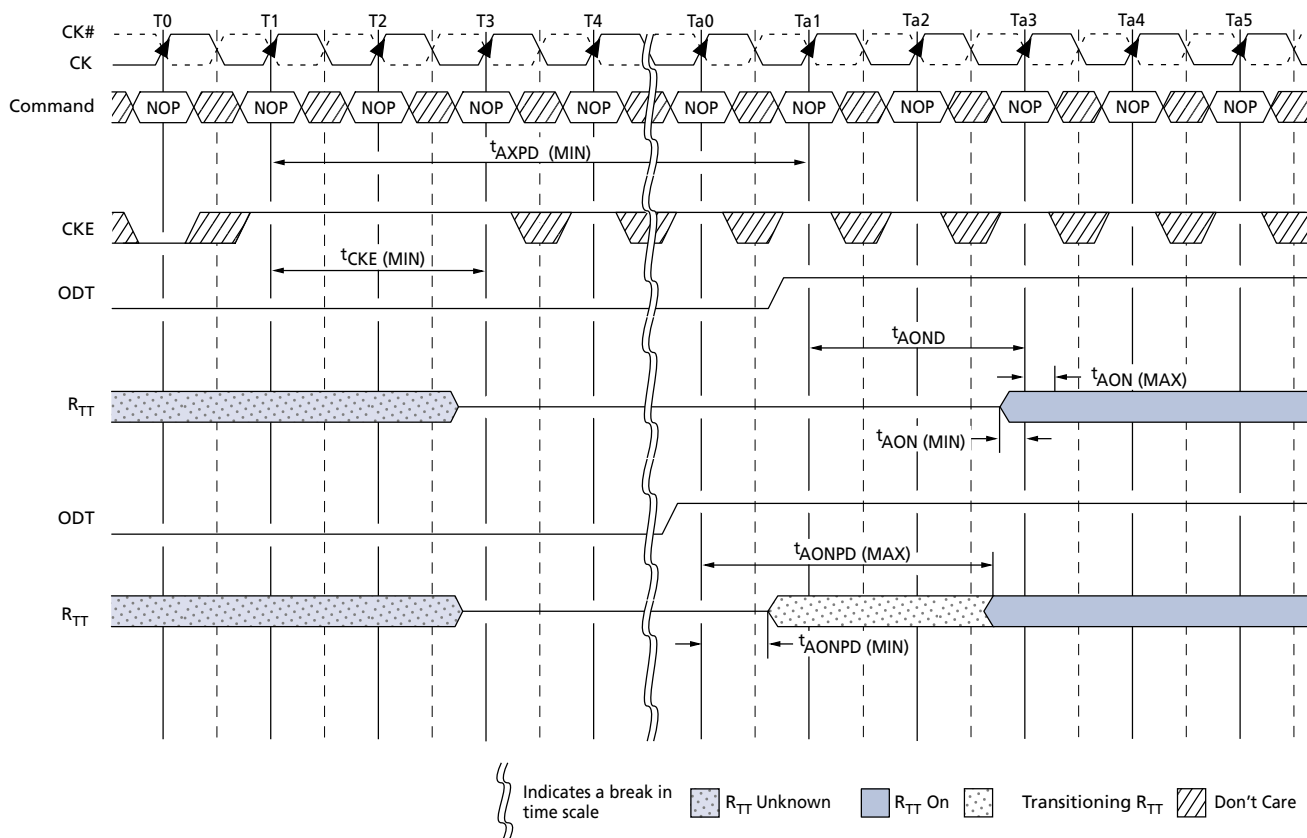 T0 T1 T2 T3 T4 Ta0 Ta1 Ta2 Ta3 Ta4 Ta5
CK#
CK
Command NOP NOP NOP NOP NOP NOP NOP NOP NOP NOP NOP
tAXPD (MIN)
CKE
tCKE (MIN)
ODT
tAOND
tAON (MAX)
RTT
tAON (MIN)
ODT
tAONPD (MAX)
RTT
tAONPD (MIN)
Indicates a break in
time scale
RTT Unknown RTT On Transitioning RTT Don't Care